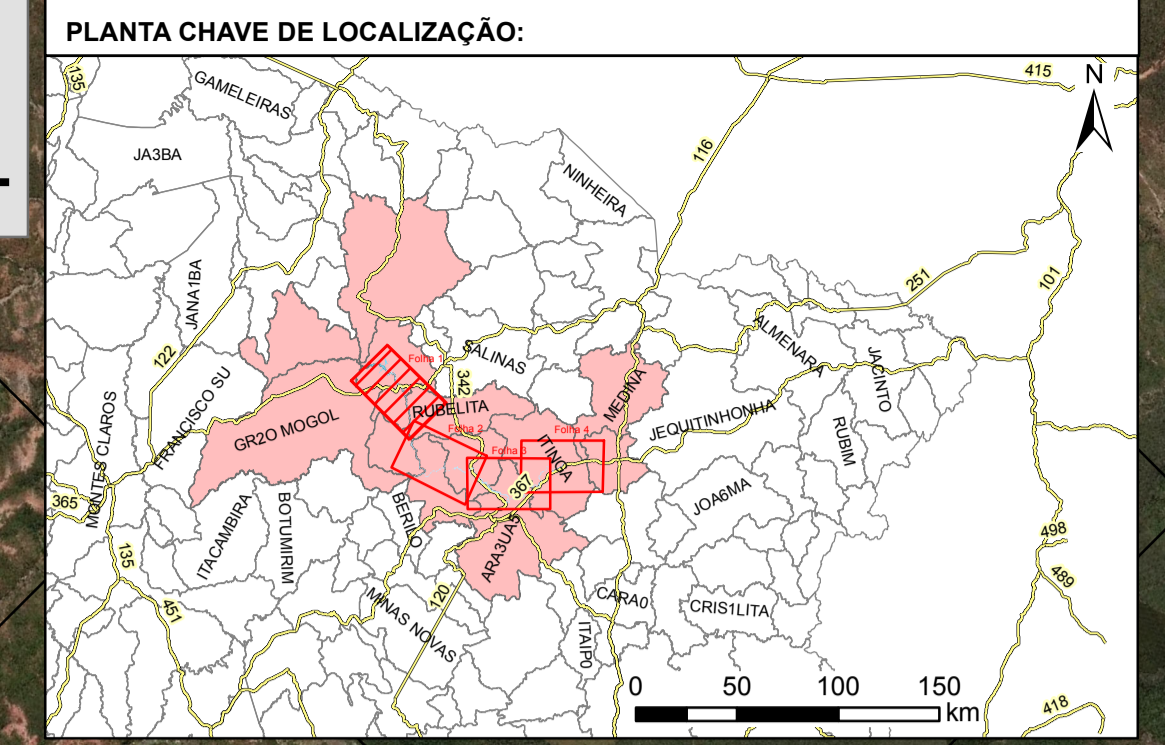 PLANTA CHAVE DE LOCALIZAÇÃO:
135
GAMELEIRAS
415
N
JA3BA
116
NINHEIRA
JANA1BA
251
101
122
FRANCISCO SU
Folha 1
SALINAS
342
ALMENARA
JACINTO
MEDINA
MONTES CLAROS
GR2O MOGOL
RUBELITA
Folha 2
Folha 4
JEQUITINHONHA
RUBIM
Folha 3
ITINGA
365
367
JOA6MA
ITACAMBIRA
BOTUMIRIM
BERILO
498
135
ARA3UA5
489
451
MINAS NOVAS
120
CARA0
CRIS1LITA
ITAIP0
0 50 100 150
km
418